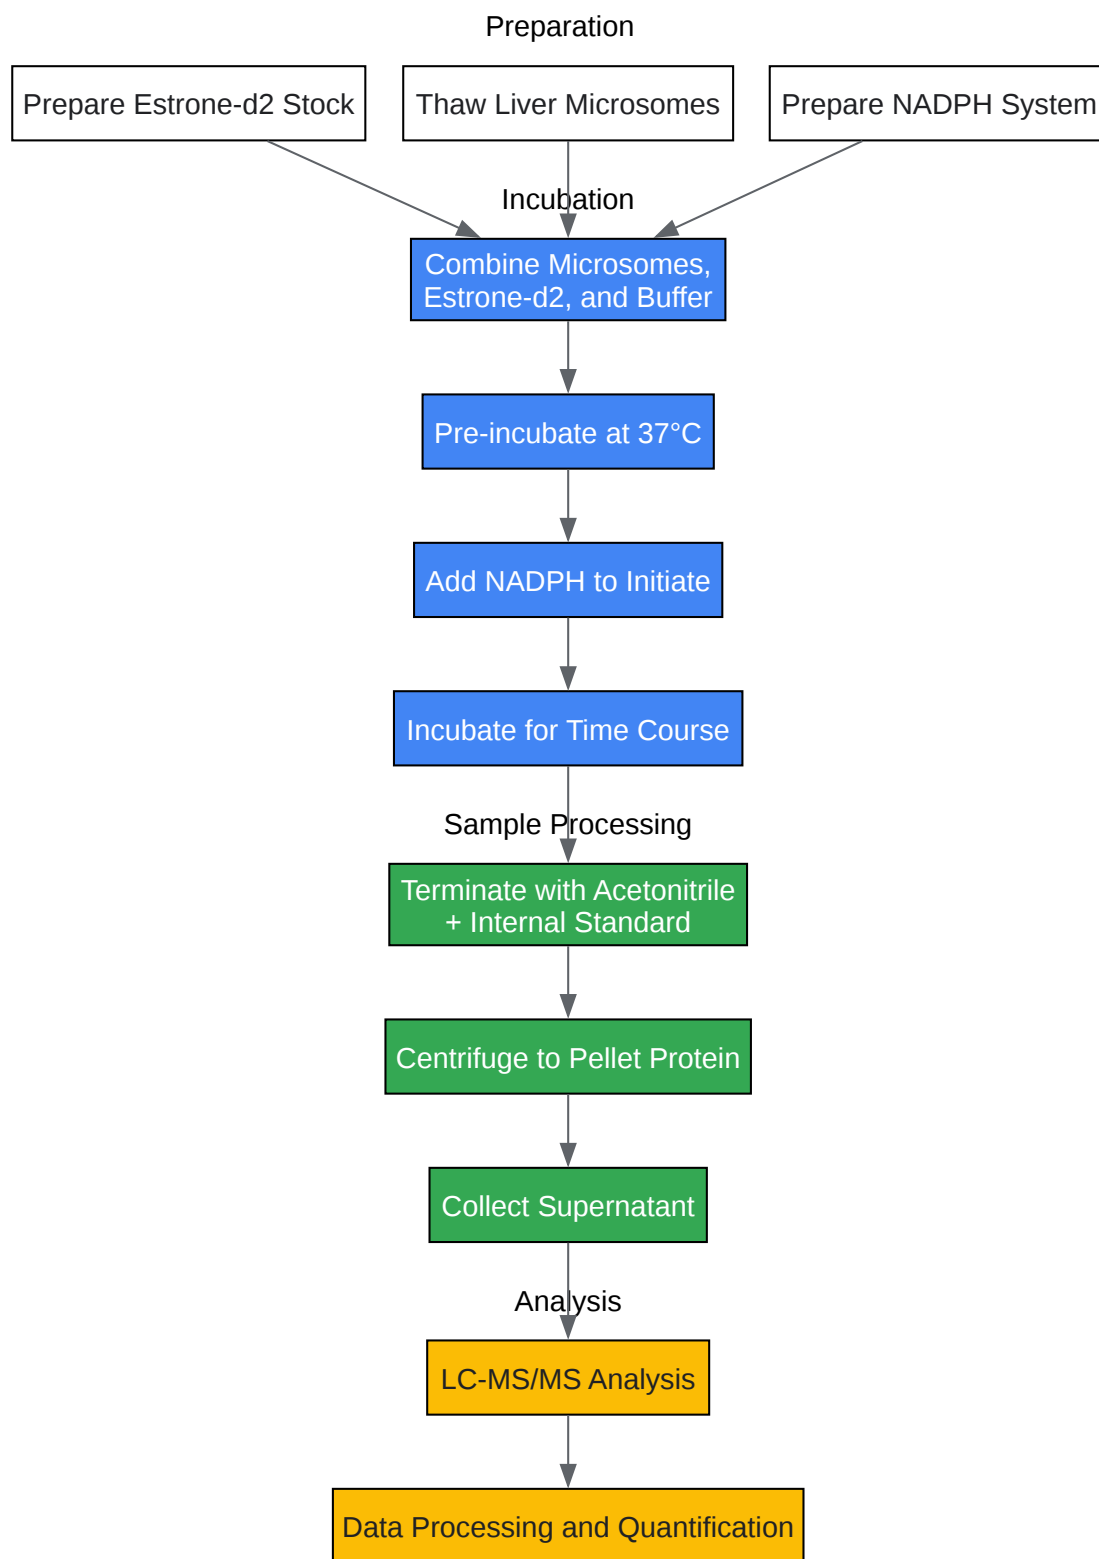 Preparation
Prepare Estrone-d2 Stock
Thaw Liver Microsomes
Prepare NADPH System
Incubation
Combine Microsomes,
Estrone-d2, and Buffer
Pre-incubate at 37°C
Add NADPH to Initiate
Incubate for Time Course
Sample Processing
Terminate with Acetonitrile
+ Internal Standard
Centrifuge to Pellet Protein
Collect Supernatant
Analysis
LC-MS/MS Analysis
Data Processing and Quantification